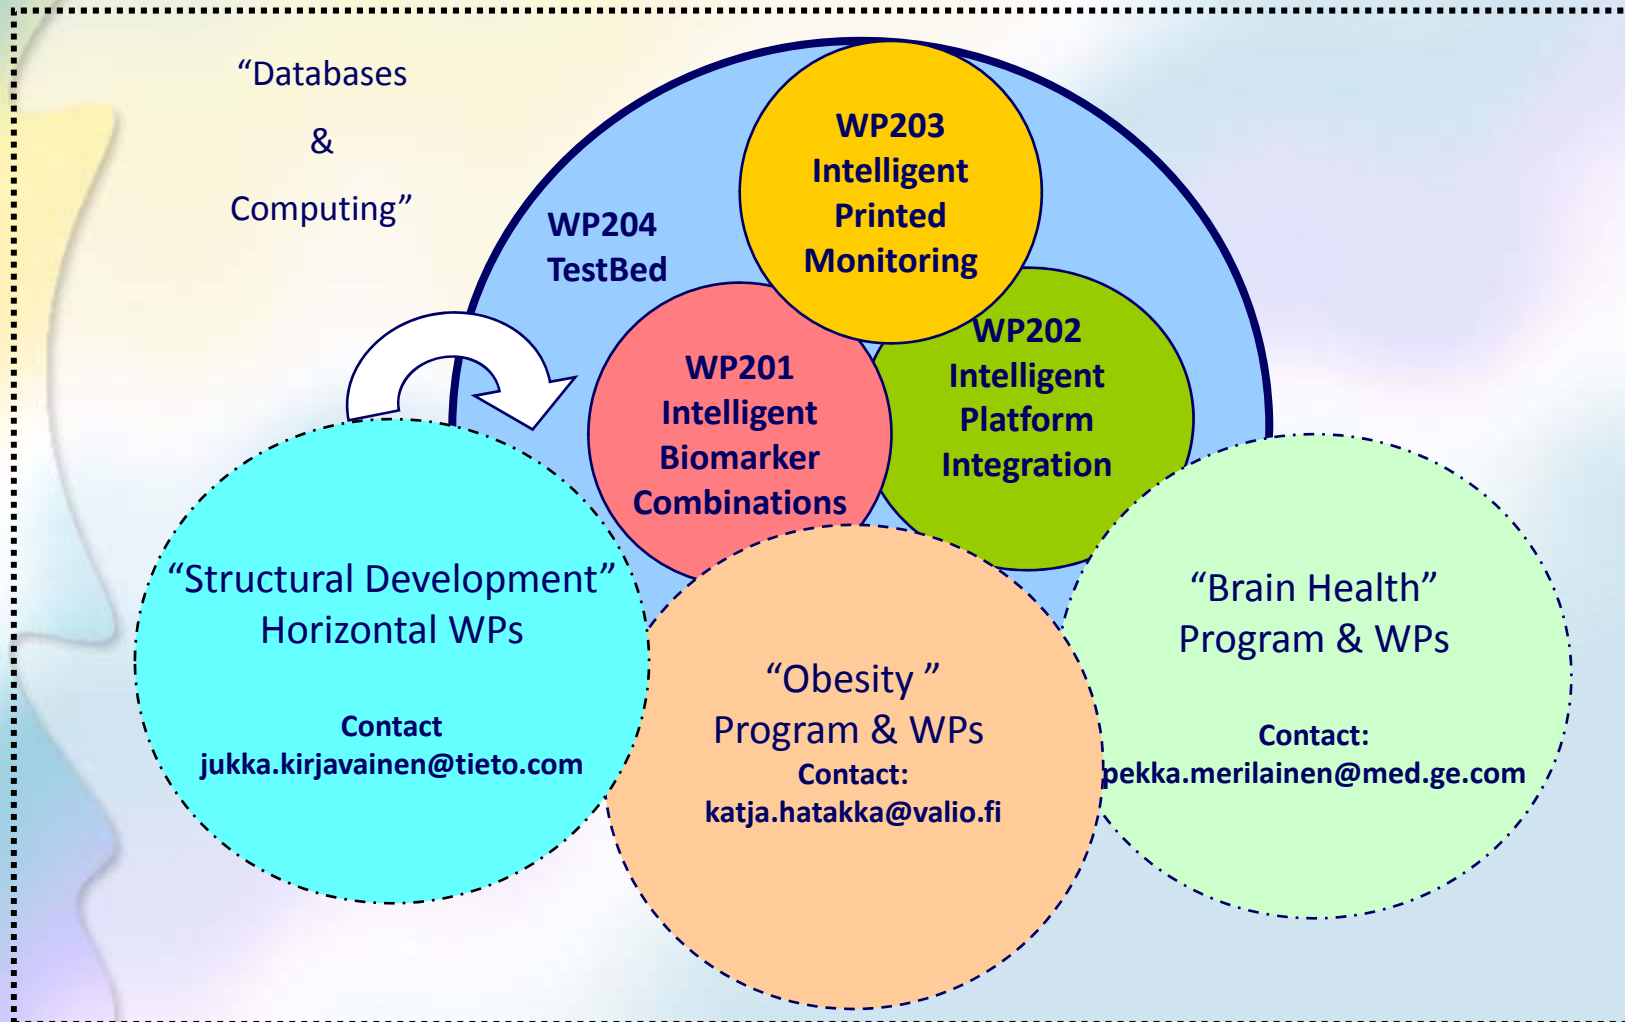 “Databases
&
Computing”
WP203
Intelligent
Printed
Monitoring
WP204
TestBed
WP202
Intelligent
Platform
Integration
WP201
Intelligent
Biomarker
Combinations
“Structural Development”
Horizontal WPs
Contact
jukka.kirjavainen@tieto.com
“Obesity ”
Program & WPs
Contact:
katja.hatakka@valio.fi
“Brain Health”
Program & WPs
Contact:
pekka.merilainen@med.ge.com